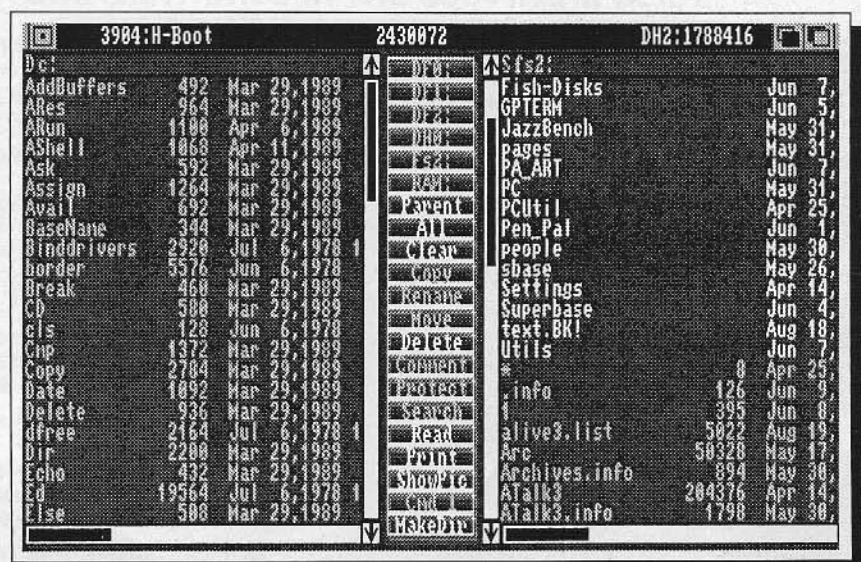 3904:H-Boot 2430072 DH2:1788416
Dc:
AddBuffers 492 Mar 29,1989
ARes 964 Mar 29,1989
ARun 1100 Apr 6,1989
AShell 1068 Apr 11,1989
Ask 592 Mar 29,1989
Assign 1264 Mar 29,1989
Avail 692 Mar 29,1989
BaseName 344 Mar 29,1989
Binddrivers 2920 Jul 6,1978 1
border 5576 Jun 6,1978
Break 460 Mar 29,1989
CD 580 Mar 29,1989
cls 128 Jun 6,1978
Cmp 1372 Mar 29,1989
Copy 2784 Mar 29,1989
Date 1092 Mar 29,1989
Delete 936 Mar 29,1989
dfree 2164 Jul 6,1978 1
Dir 2200 Mar 29,1989
Echo 432 Mar 29,1989
Ed 19564 Jul 6,1978 1
Else 508 Mar 29,1989
DF0:
DF1:
DF2:
DH0:
Fs2:
RAM:
Parent
All
Clear
Copy
Rename
Move
Delete
Comment
Protect
Search
Read
Print
ShowPic
Cmd 1
MakeDir
Sfs2:
Fish-Disks Jun 7,
GPTERM Jun 5,
JazzBench May 31,
pages May 31,
PA_ART Jun 7,
PC May 31,
PCUtil Apr 25,
Pen_Pal Jun 1,
people May 30,
sbase May 26,
Settings Apr 14,
Superbase Jun 4,
text.BK! Aug 18,
Utils Jun 7,
* 8 Apr 25,
.info 126 Jun 9,
1 395 Jun 8,
alive3.list 5022 Aug 19,
Arc 50328 May 17,
Archives.info 894 May 30,
ATalk3 204376 Apr 14,
ATalk3.info 1798 May 30,